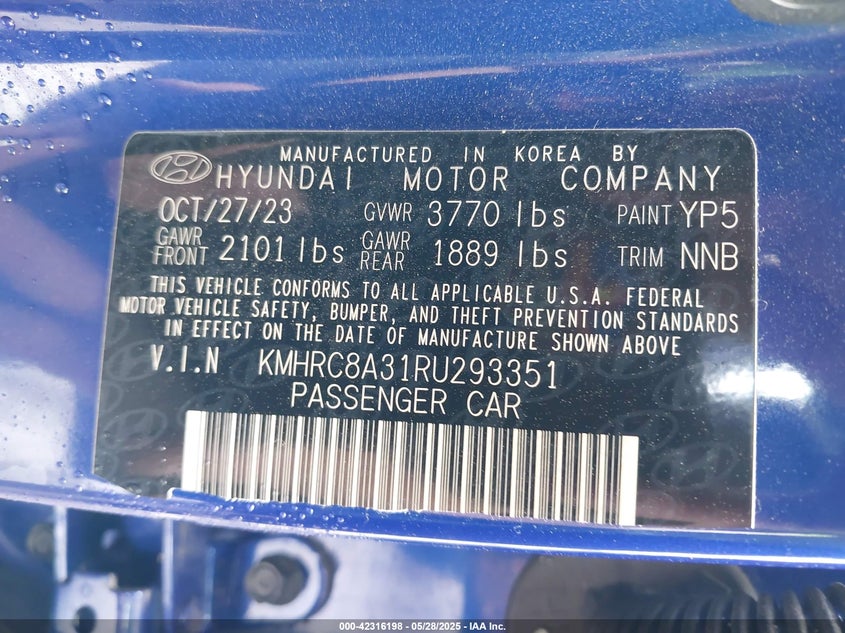 MANUFACTURED IN KOREA BY
HYUNDAI MOTOR COMPANY
OCT/27/23 GVWR 3770 lbs PAINT YP5
GAWR FRONT 2101 lbs GAWR REAR 1889 lbs TRIM NNB
THIS VEHICLE CONFORMS TO ALL APPLICABLE U.S.A. FEDERAL
MOTOR VEHICLE SAFETY, BUMPER, AND THEFT PREVENTION STANDARDS
IN EFFECT ON THE DATE OF MANUFACTURE SHOWN ABOVE
V.I.N KMHRC8A31RU293351
PASSENGER CAR
000-42316198 - 05/28/2025 - IAA Inc.